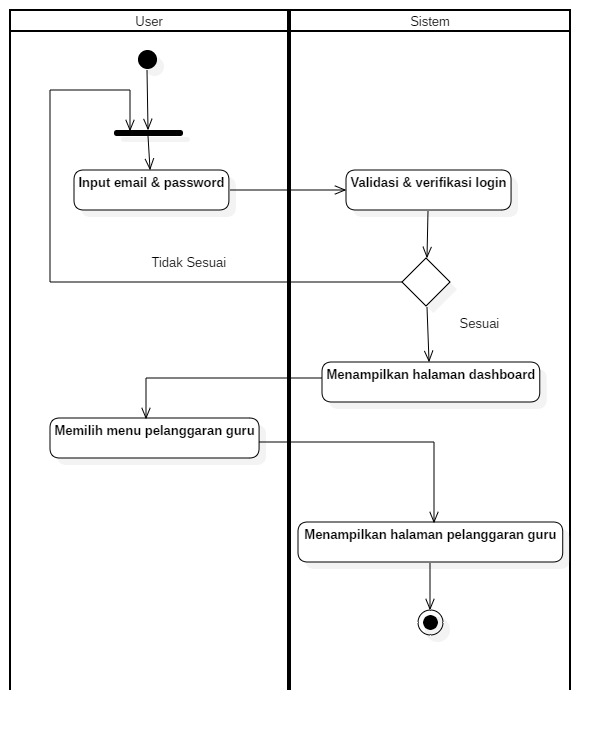 User
Sistem
Input email & password
Validasi & verifikasi login
Tidak Sesuai
Sesuai
Menampilkan halaman dashboard
Memilih menu pelanggaran guru
Menampilkan halaman pelanggaran guru